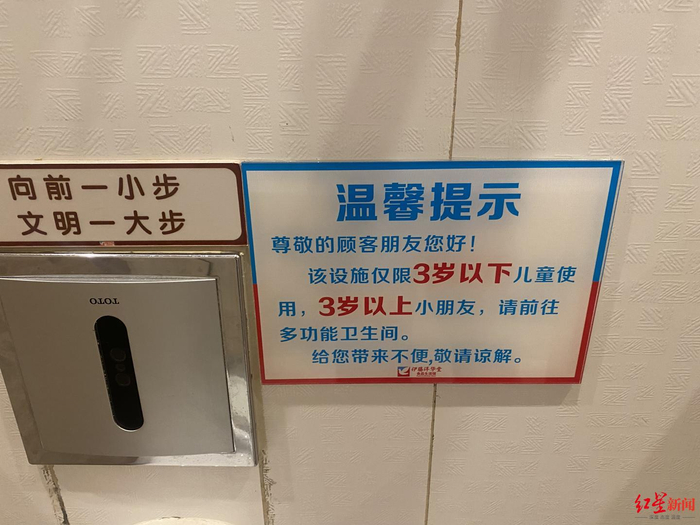 向前一小步
文明一大步
TOTO
温馨提示
尊敬的顾客朋友您好！
该设施仅限3岁以下儿童使
用，3岁以上小朋友，请前往
多功能卫生间。
给您带来不便,敬请谅解。
伊藤洋华堂
红星新闻